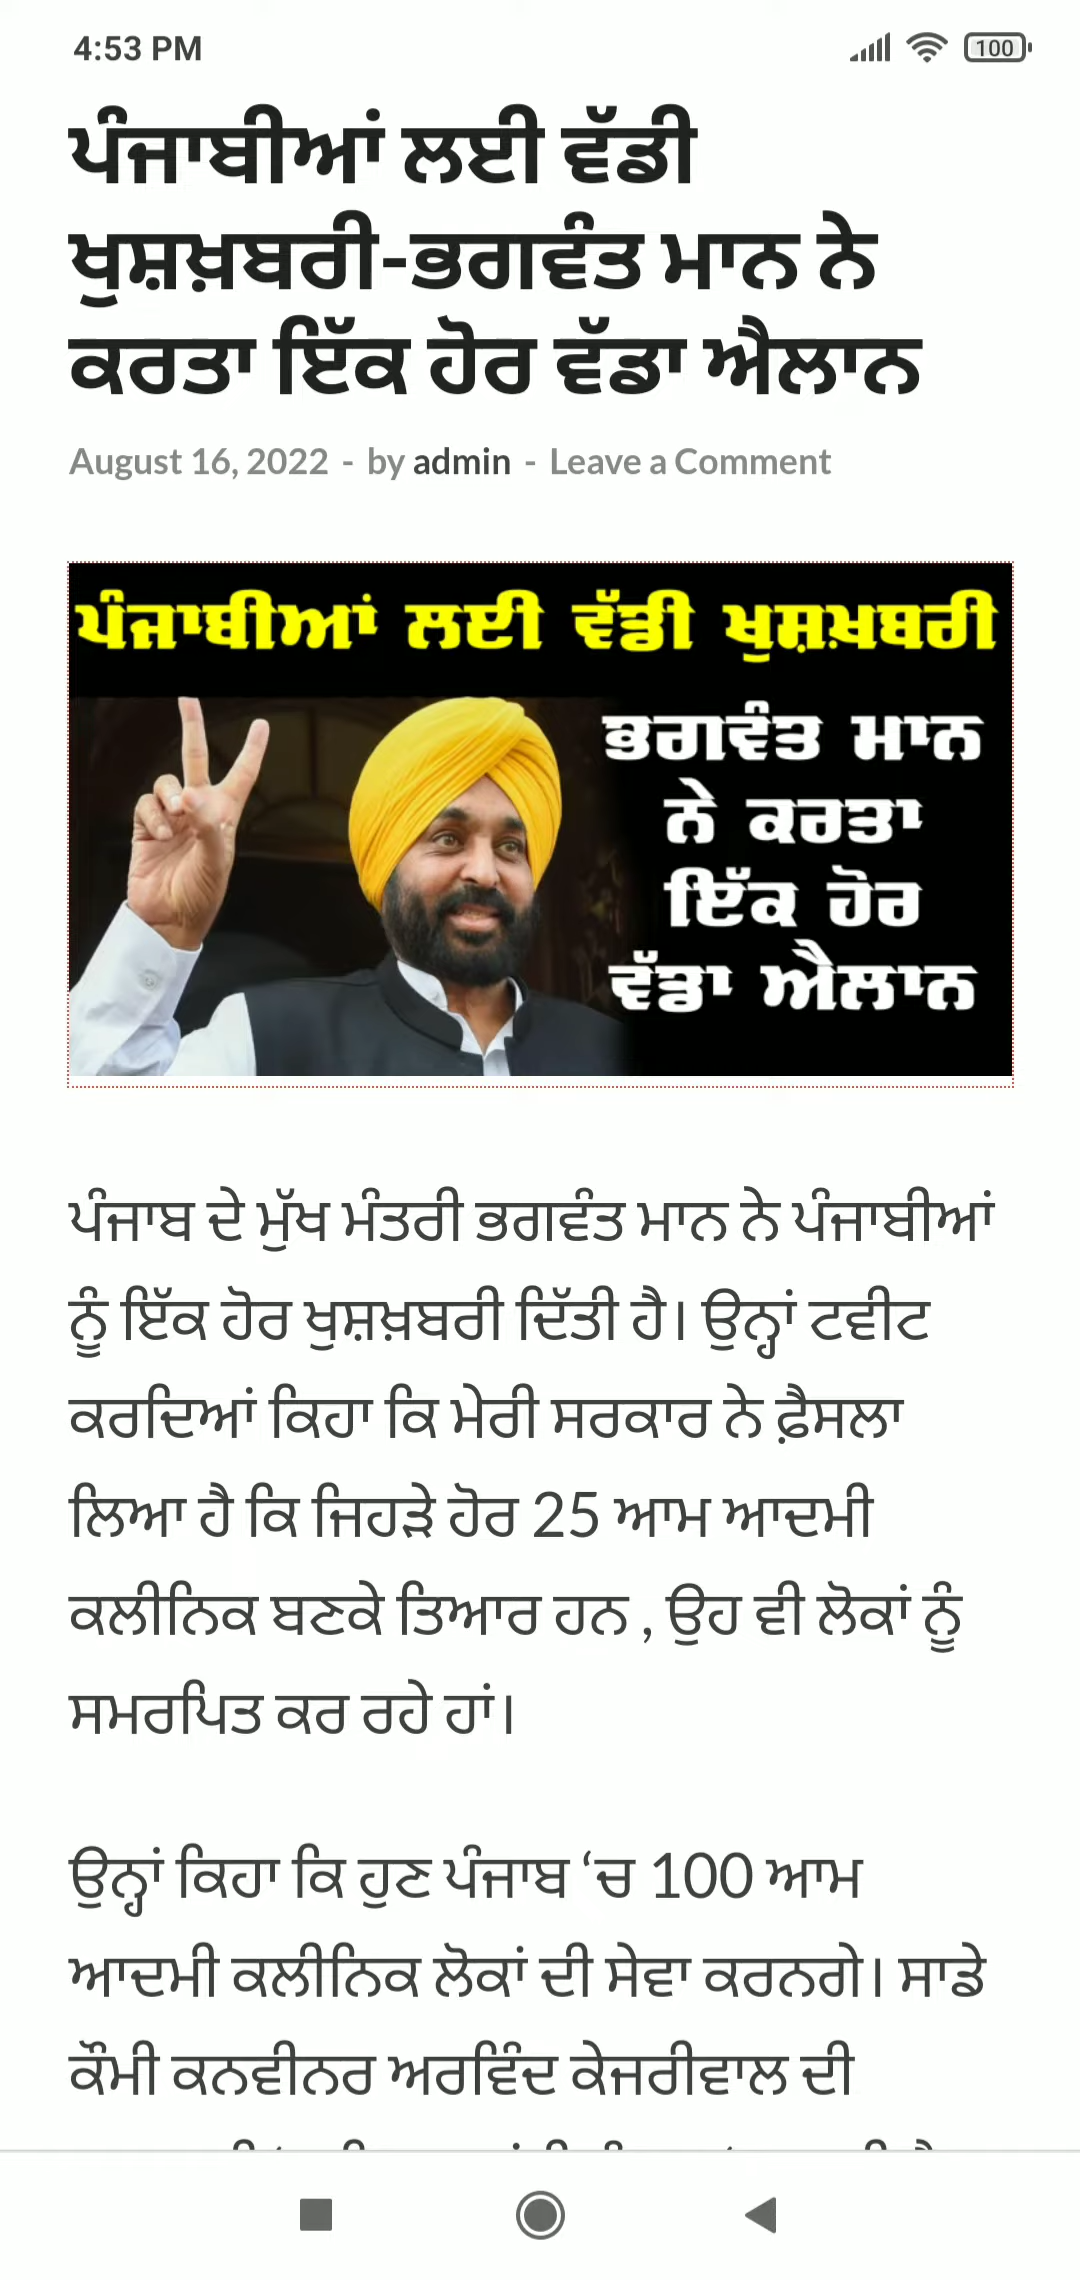 4:53 PM
100
ਪੰਜਾਬੀਆਂ ਲਈ ਵੱਡੀ
ਖੁਸ਼ਖ਼ਬਰੀ-ਭਗਵੰਤ ਮਾਨ ਨੇ
ਕਰਤਾ ਇੱਕ ਹੋਰ ਵੱਡਾ ਐਲਾਨ
August 16, 2022 - by admin - Leave a Comment
ਪੰਜਾਬੀਆਂ ਲਈ ਵੱਡੀ ਖੁਸ਼ਖ਼ਬਰੀ
ਭਗਵੰਤ ਮਾਨ
ਨੇ ਕਰਤਾ
ਇੱਕ ਹੋਰ
ਵੱਡਾ ਐਲਾਨ
ਪੰਜਾਬ ਦੇ ਮੁੱਖ ਮੰਤਰੀ ਭਗਵੰਤ ਮਾਨ ਨੇ ਪੰਜਾਬੀਆਂ
ਨੂੰ ਇੱਕ ਹੋਰ ਖੁਸ਼ਖ਼ਬਰੀ ਦਿੱਤੀ ਹੈ। ਉਨ੍ਹਾਂ ਟਵੀਟ
ਕਰਦਿਆਂ ਕਿਹਾ ਕਿ ਮੇਰੀ ਸਰਕਾਰ ਨੇ ਫ਼ੈਸਲਾ
ਲਿਆ ਹੈ ਕਿ ਜਿਹੜੇ ਹੋਰ 25 ਆਮ ਆਦਮੀ
ਕਲੀਨਿਕ ਬਣਕੇ ਤਿਆਰ ਹਨ , ਉਹ ਵੀ ਲੋਕਾਂ ਨੂੰ
ਸਮਰਪਿਤ ਕਰ ਰਹੇ ਹਾਂ।
ਉਨ੍ਹਾਂ ਕਿਹਾ ਕਿ ਹੁਣ ਪੰਜਾਬ ‘ਚ 100 ਆਮ
ਆਦਮੀ ਕਲੀਨਿਕ ਲੋਕਾਂ ਦੀ ਸੇਵਾ ਕਰਨਗੇ। ਸਾਡੇ
ਕੌਮੀ ਕਨਵੀਨਰ ਅਰਵਿੰਦ ਕੇਜਰੀਵਾਲ ਦੀ